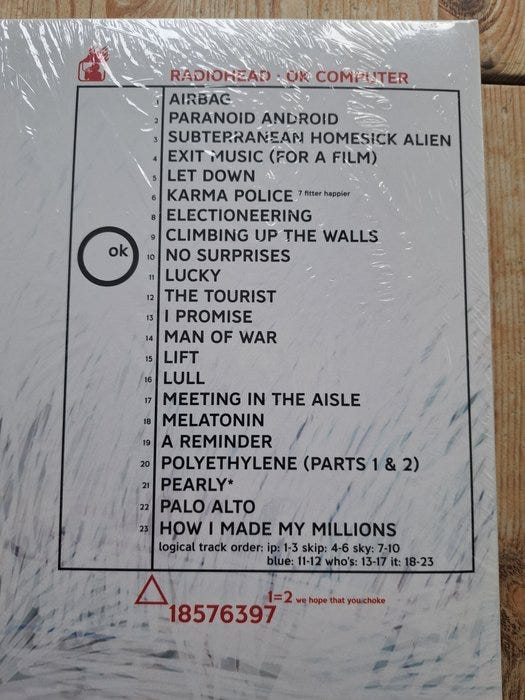 RADIOHEAD · OK COMPUTER
1 AIRBAG
2 PARANOID ANDROID
3 SUBTERRANEAN HOMESICK ALIEN
4 EXIT MUSIC (FOR A FILM)
5 LET DOWN
6 KARMA POLICE 7 fitter happier
8 ELECTIONEERING
9 CLIMBING UP THE WALLS
ok
10 NO SURPRISES
11 LUCKY
12 THE TOURIST
13 I PROMISE
14 MAN OF WAR
15 LIFT
16 LULL
17 MEETING IN THE AISLE
18 MELATONIN
19 A REMINDER
20 POLYETHYLENE (PARTS 1 & 2)
21 PEARLY*
22 PALO ALTO
23 HOW I MADE MY MILLIONS
logical track order: ip: 1-3 skip: 4-6 sky: 7-10
blue: 11-12 who's: 13-17 it: 18-23
1=2 we hope that you choke
18576397